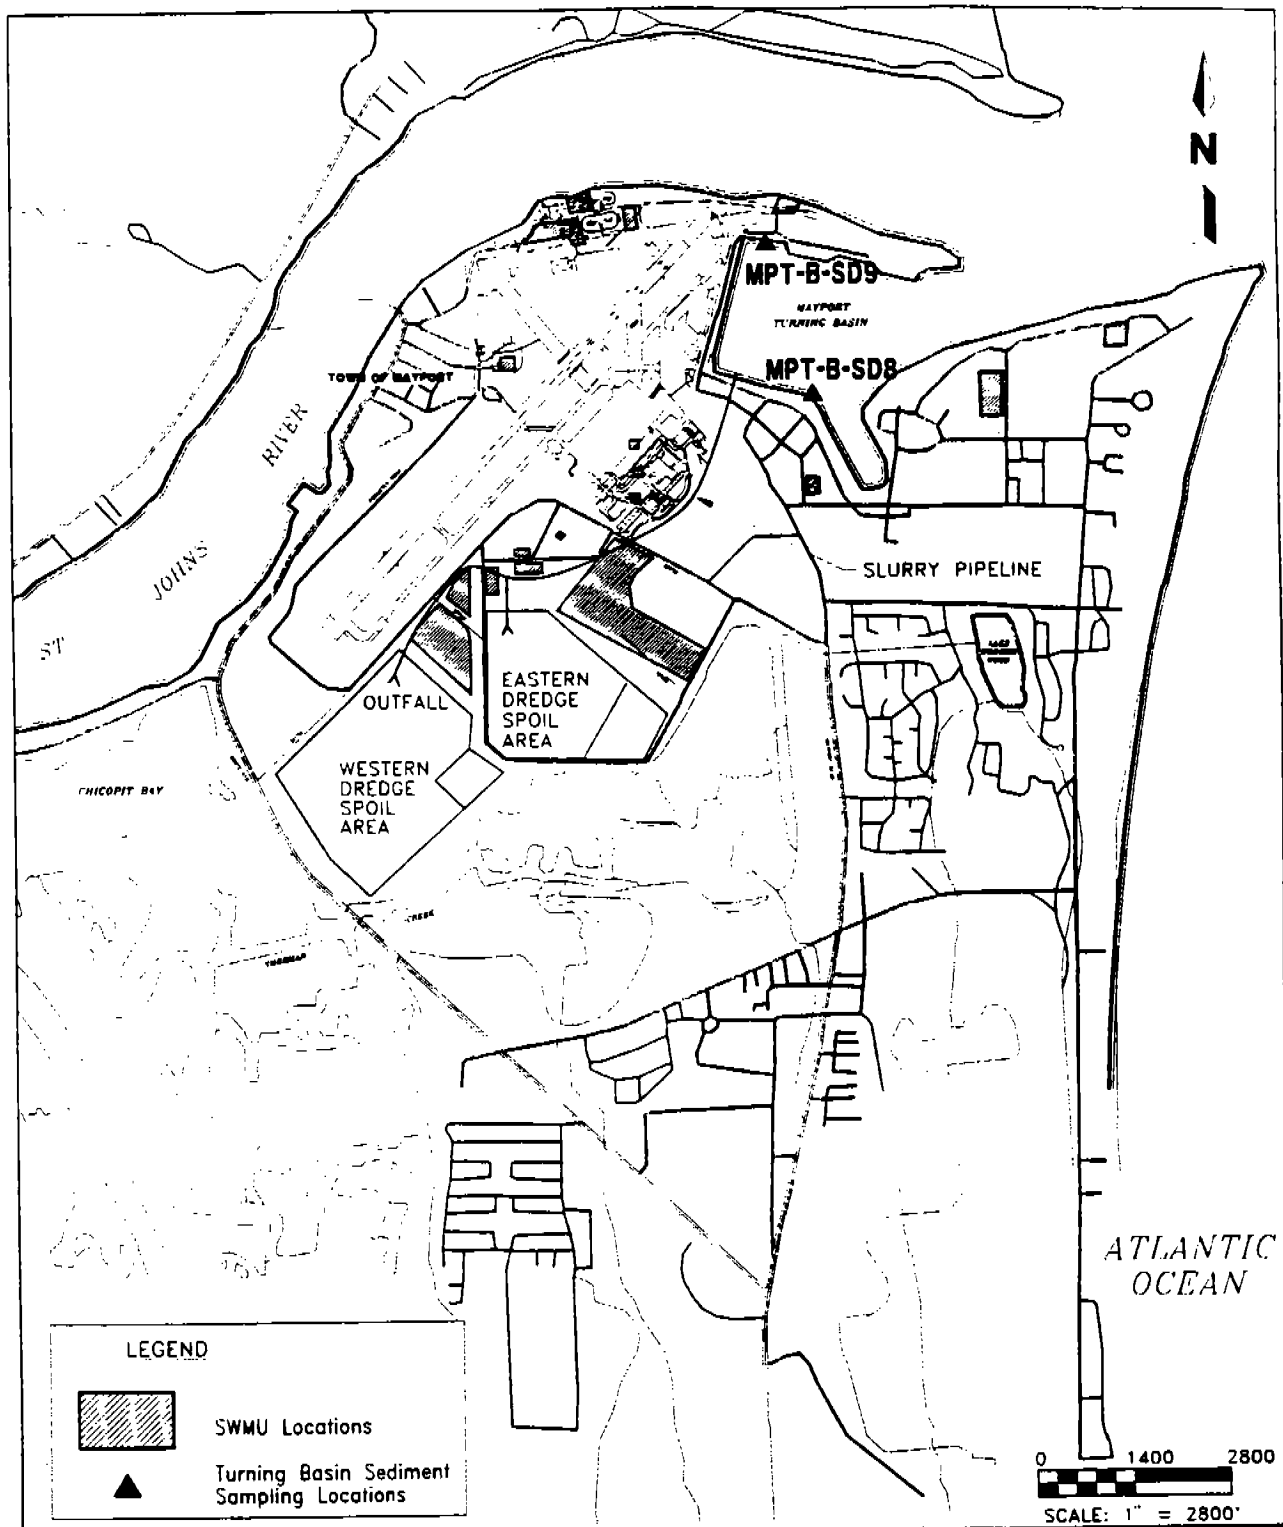 N
MPT-B-SD9
MAYPORT
TURNING BASIN
MPT-B-SD8
TOWN OF MAYPORT
RIVER
JOHNS
ST
SLURRY PIPELINE
OUTFALL
EASTERN
DREDGE
SPOIL
AREA
WESTERN
DREDGE
SPOIL
AREA
CHICOPIT BAY
CREEK
ATLANTIC
OCEAN
LEGEND
SWMU Locations
Turning Basin Sediment
Sampling Locations
0 1400 2800
SCALE: 1" = 2800'